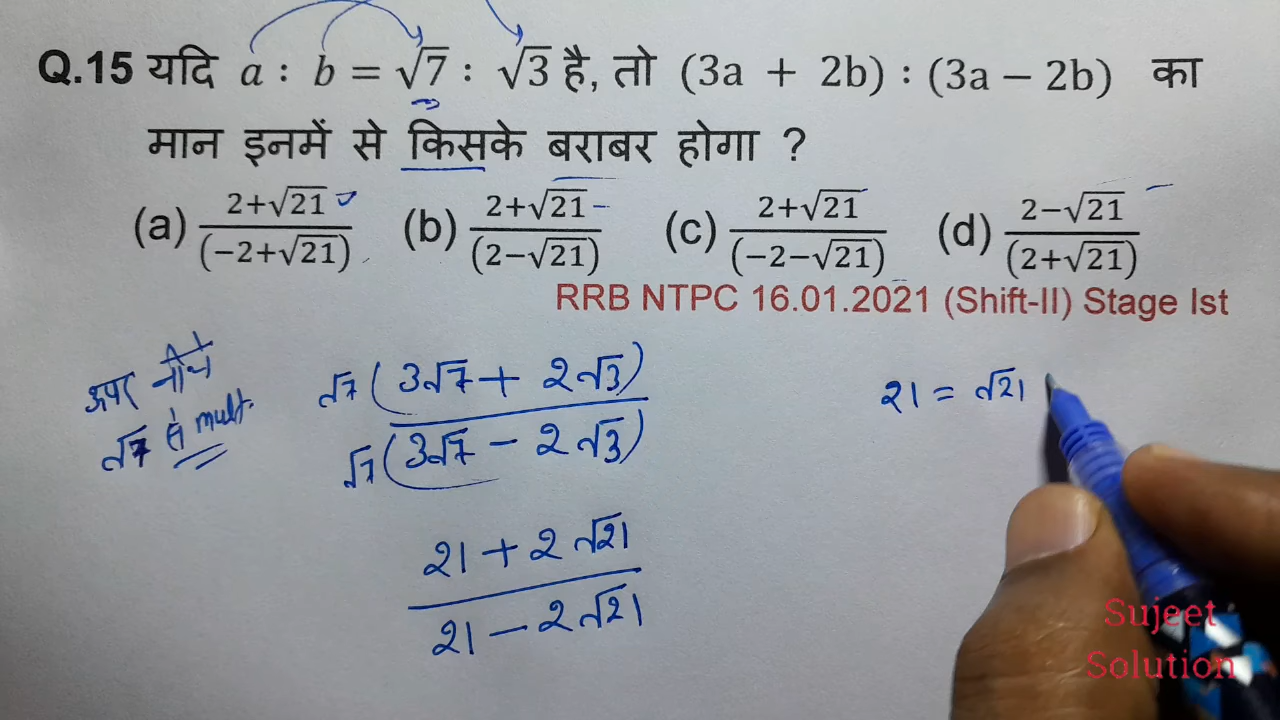 Q.15 यदि a : b = √7 : √3 है, तो (3a + 2b) : (3a − 2b) का
मान इनमें से किसके बराबर होगा ?
(a) 2+√21 / (−2+√21) (b) 2+√21 / (2−√21) (c) 2+√21 / (−2−√21) (d) 2−√21 / (2+√21)
RRB NTPC 16.01.2021 (Shift-II) Stage Ist
ऊपर नीचे
√7 से mult.
√7 (3√7 + 2√3)
√7 (3√7 − 2√3)
21 = √21
21 + 2√21
21 − 2√21
Sujeet
Solution